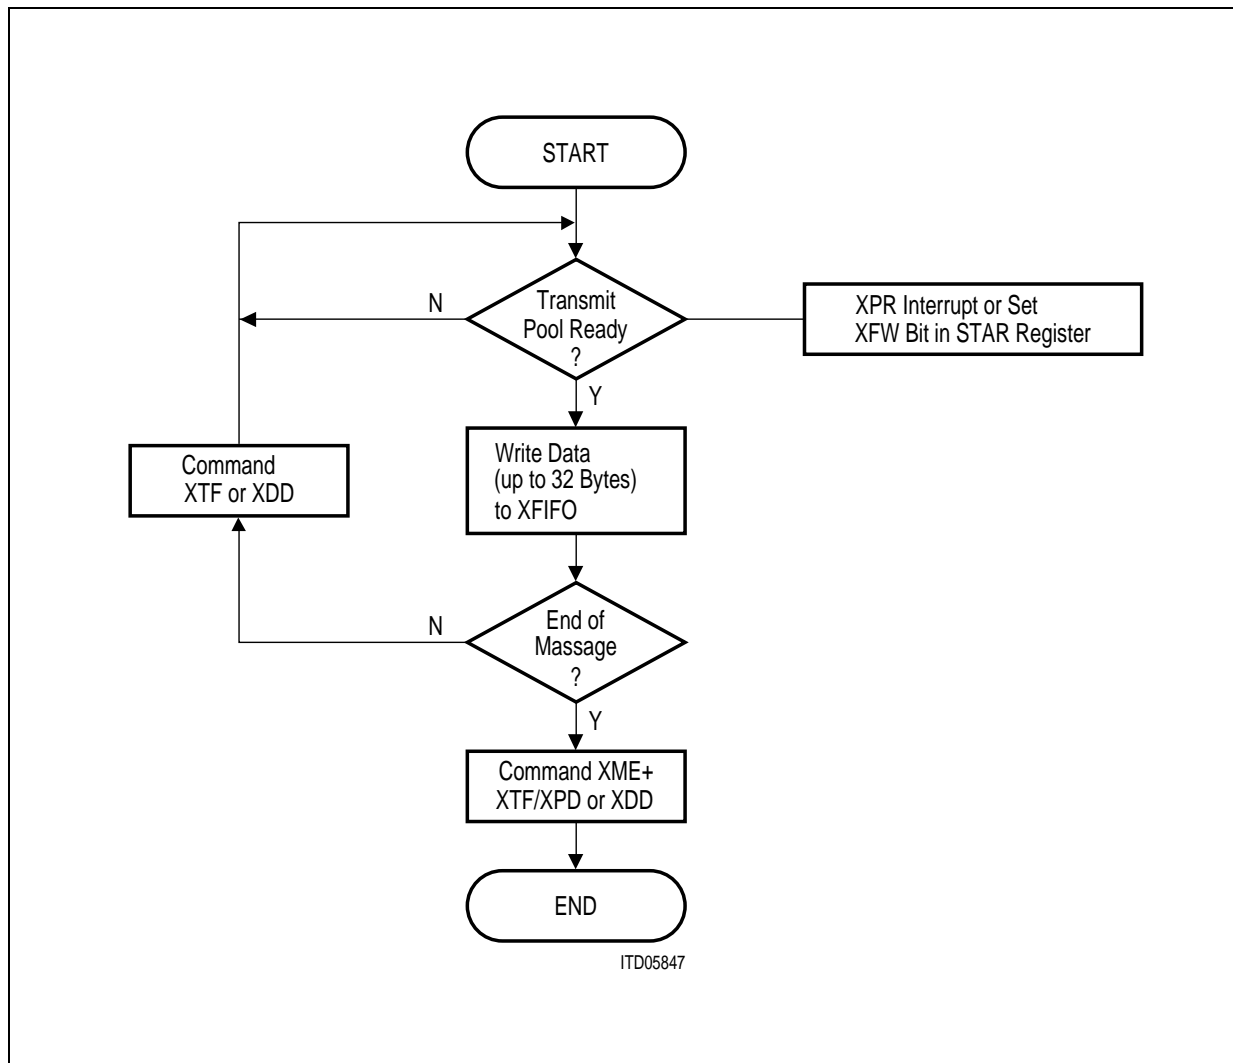 START
N
Transmit
Pool Ready
?
XPR Interrupt or Set
XFW Bit in STAR Register
Y
Command
XTF or XDD
Write Data
(up to 32 Bytes)
to XFIFO
N
End of
Massage
?
Y
Command XME+
XTF/XPD or XDD
END
ITD05847